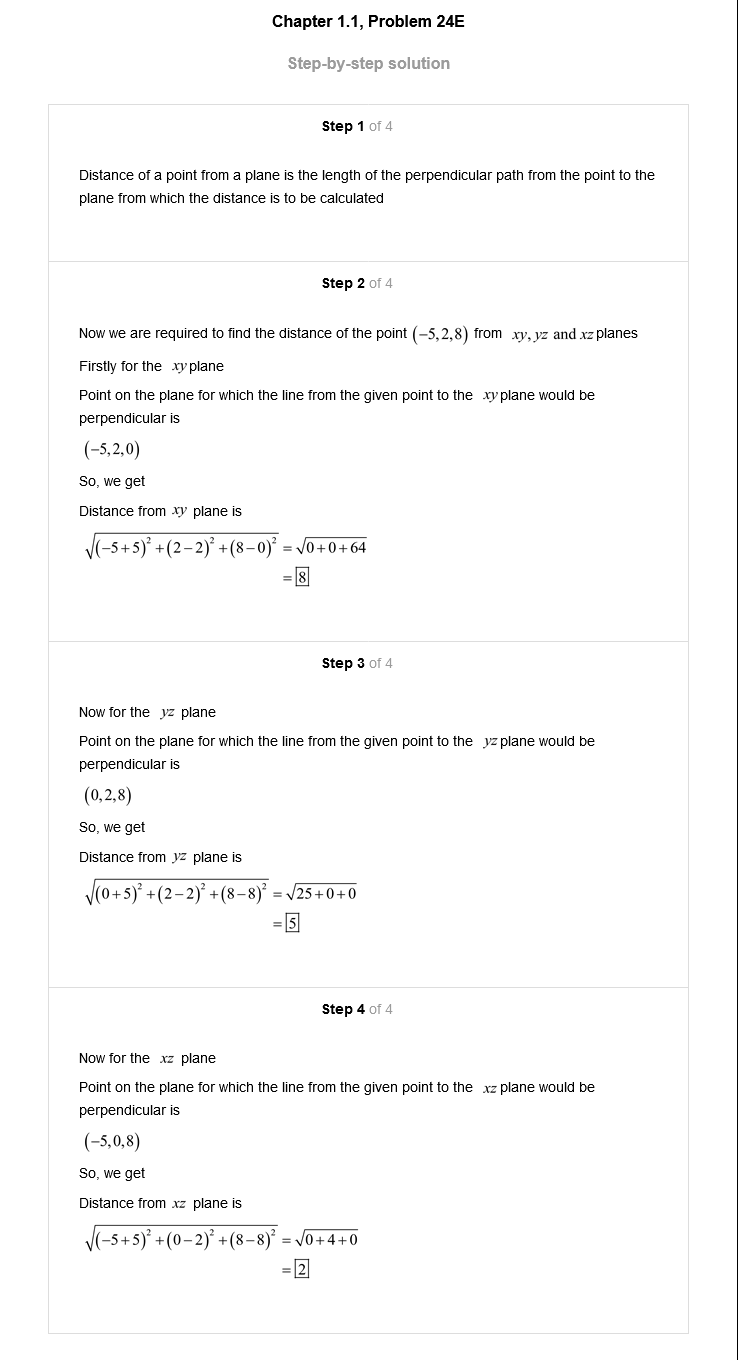 Chapter 1.1, Problem 24E
Step-by-step solution
Step 1 of 4
Distance of a point from a plane is the length of the perpendicular path from the point to the
plane from which the distance is to be calculated
Step 2 of 4
Now we are required to find the distance of the point (−5,2,8) from xy, yz and xz planes
Firstly for the xy plane
Point on the plane for which the line from the given point to the xy plane would be
perpendicular is
(−5,2,0)
So, we get
Distance from xy plane is
√((−5+5)²+(2−2)²+(8−0)²) = √(0+0+64)
= 8
Step 3 of 4
Now for the yz plane
Point on the plane for which the line from the given point to the yz plane would be
perpendicular is
(0,2,8)
So, we get
Distance from yz plane is
√((0+5)²+(2−2)²+(8−8)²) = √(25+0+0)
= 5
Step 4 of 4
Now for the xz plane
Point on the plane for which the line from the given point to the xz plane would be
perpendicular is
(−5,0,8)
So, we get
Distance from xz plane is
√((−5+5)²+(0−2)²+(8−8)²) = √(0+4+0)
= 2